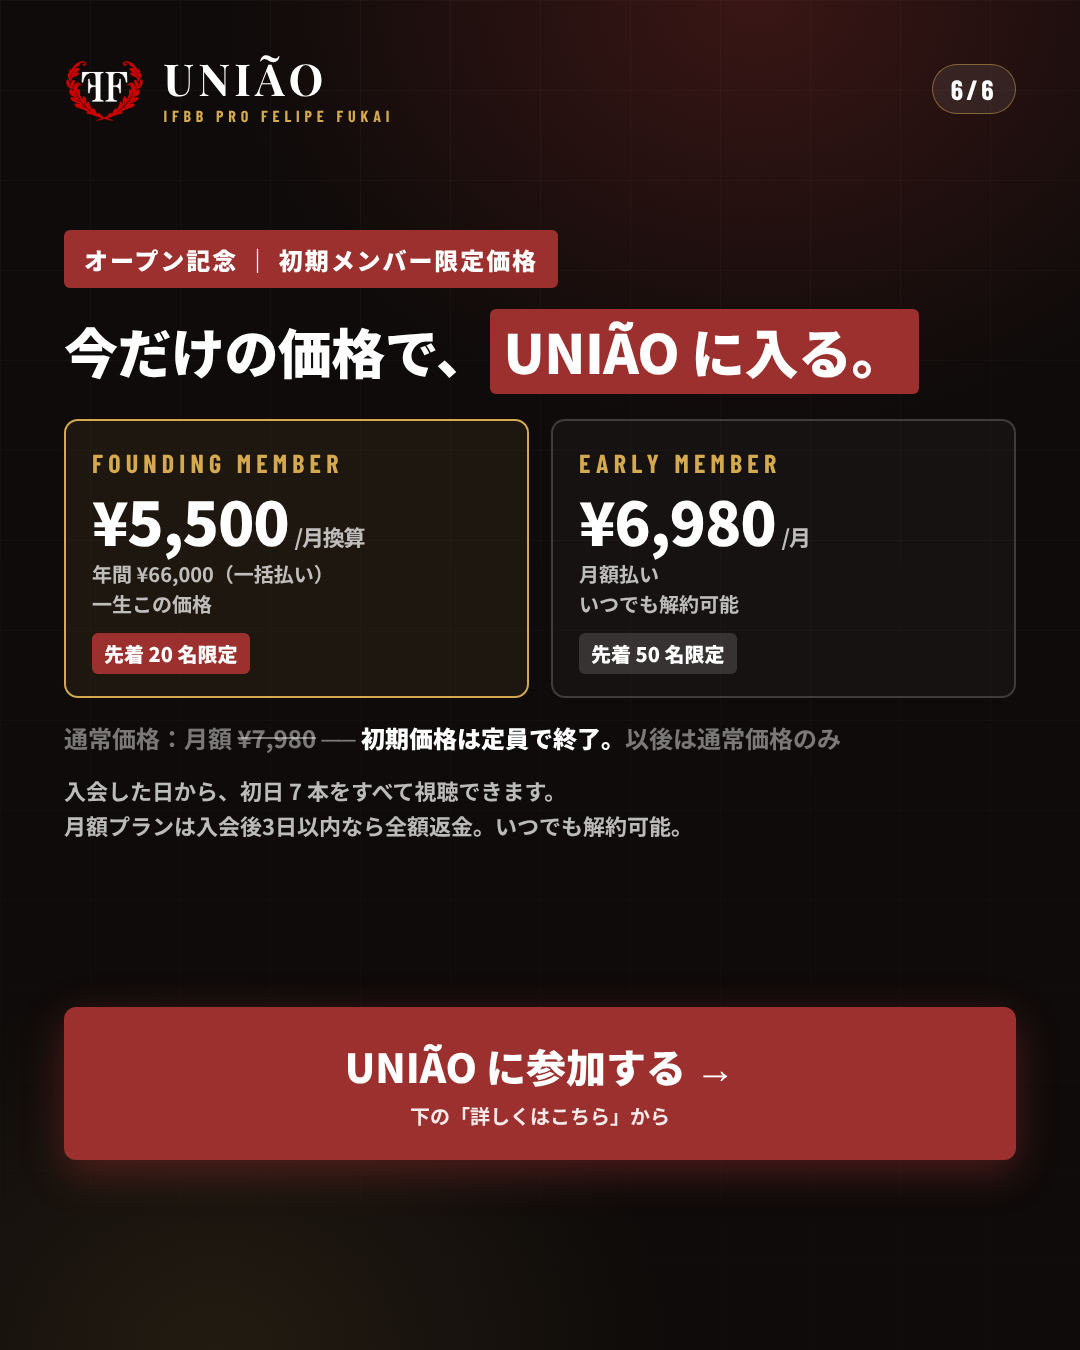 FF
UNIÃO
IFBB PRO FELIPE FUKAI
6/6
オープン記念 ｜ 初期メンバー限定価格
今だけの価格で、 UNIÃO に入る。
FOUNDING MEMBER
¥5,500 /月換算
年間 ¥66,000（一括払い）
一生この価格
先着 20 名限定
EARLY MEMBER
¥6,980 /月
月額払い
いつでも解約可能
先着 50 名限定
通常価格：月額 ¥7,980 ── 初期価格は定員で終了。以後は通常価格のみ
入会した日から、初日 7 本をすべて視聴できます。
月額プランは入会後3日以内なら全額返金。いつでも解約可能。
UNIÃO に参加する →
下の「詳しくはこちら」から